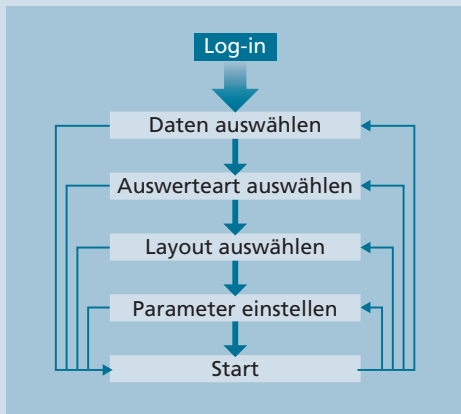 Log-in
Daten auswählen
Auswerteart auswählen
Layout auswählen
Parameter einstellen
Start